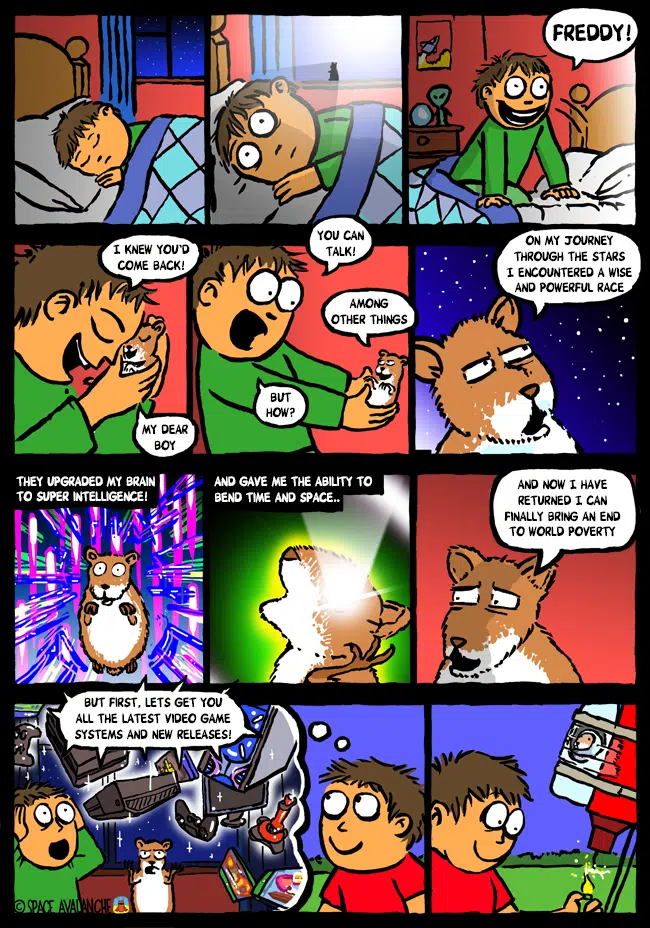 FREDDY!
I KNEW YOU'D
COME BACK!
MY DEAR
BOY
YOU CAN
TALK!
AMONG
OTHER THINGS
BUT
HOW?
ON MY JOURNEY
THROUGH THE STARS
I ENCOUNTERED A WISE
AND POWERFUL RACE
THEY UPGRADED MY BRAIN
TO SUPER INTELLIGENCE!
AND GAVE ME THE ABILITY TO
BEND TIME AND SPACE..
AND NOW I HAVE
RETURNED I CAN
FINALLY BRING AN END
TO WORLD POVERTY
BUT FIRST, LETS GET YOU
ALL THE LATEST VIDEO GAME
SYSTEMS AND NEW RELEASES!
© SPACE AVALANCHE